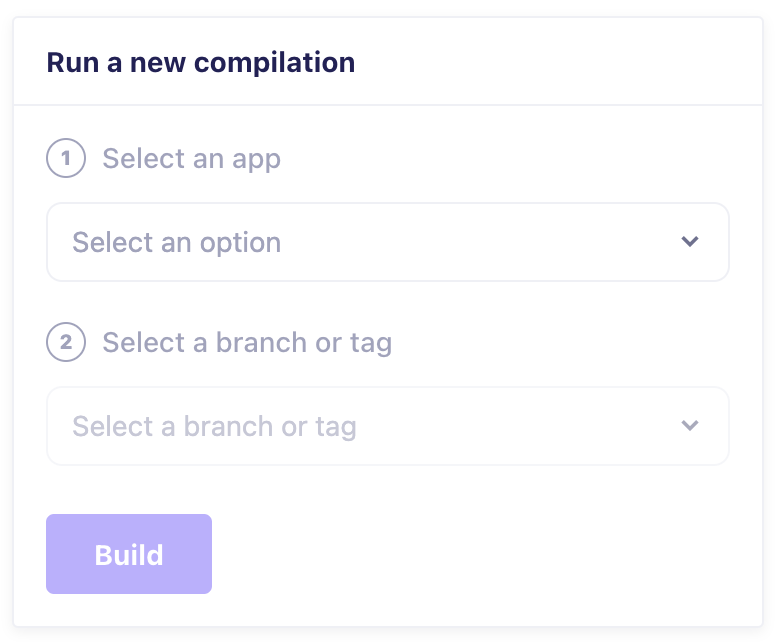 Run a new compilation
1 Select an app
Select an option
2 Select a branch or tag
Select a branch or tag
Build